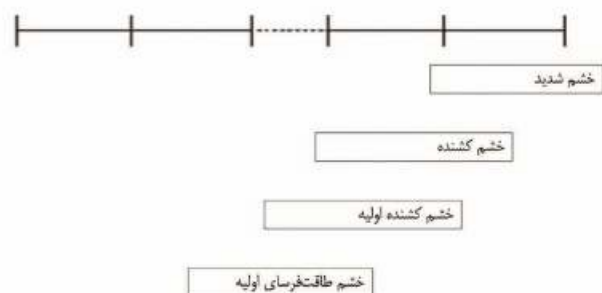 خشم شدید
خشم کشنده
خشم کشنده اولیه
خشم طاقت‌فرسای اولیه